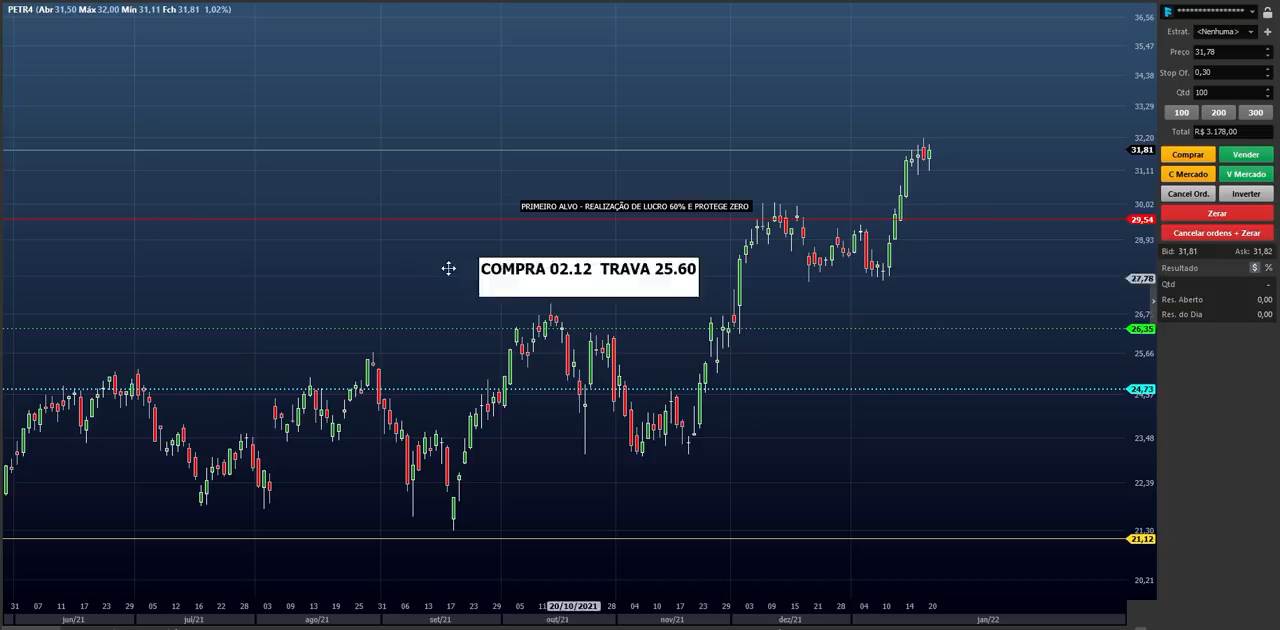 PETR4 (Abr 31,50 Máx 32,00 Mín 31,11 Fch 31,81 1,02%)
36,56
35,47
34,38
33,29
32,20
31,81
31,11
30,02
29,54
28,93
27,78
26,35
25,66
24,73
23,48
22,39
21,30
21,12
20,21
PRIMEIRO ALVO - REALIZAÇÃO DE LUCRO 60% E PROTEGE ZERO
COMPRA 02.12 TRAVA 25.60
31 07 11 17 23 29 05 12 16 22 28 03 09 13 19 25 31 06 13 17 23 29 05 11 20/10/2021 28 04 10 17 23 29 03 09 15 21 28 04 10 14 20
jun/21 jul/21 ago/21 set/21 out/21 nov/21 dez/21 jan/22
****************
Estrat. <Nenhuma>
Preço 31,78
Stop Of. 0,30
Qtd 100
100 200 300
Total R$ 3.178,00
Comprar Vender
C Mercado V Mercado
Cancel Ord. Inverter
Zerar
Cancelar ordens + Zerar
Bid: 31,81 Ask: 31,82
Resultado $ %
Qtd -
Res. Aberto 0,00
Res. do Dia 0,00